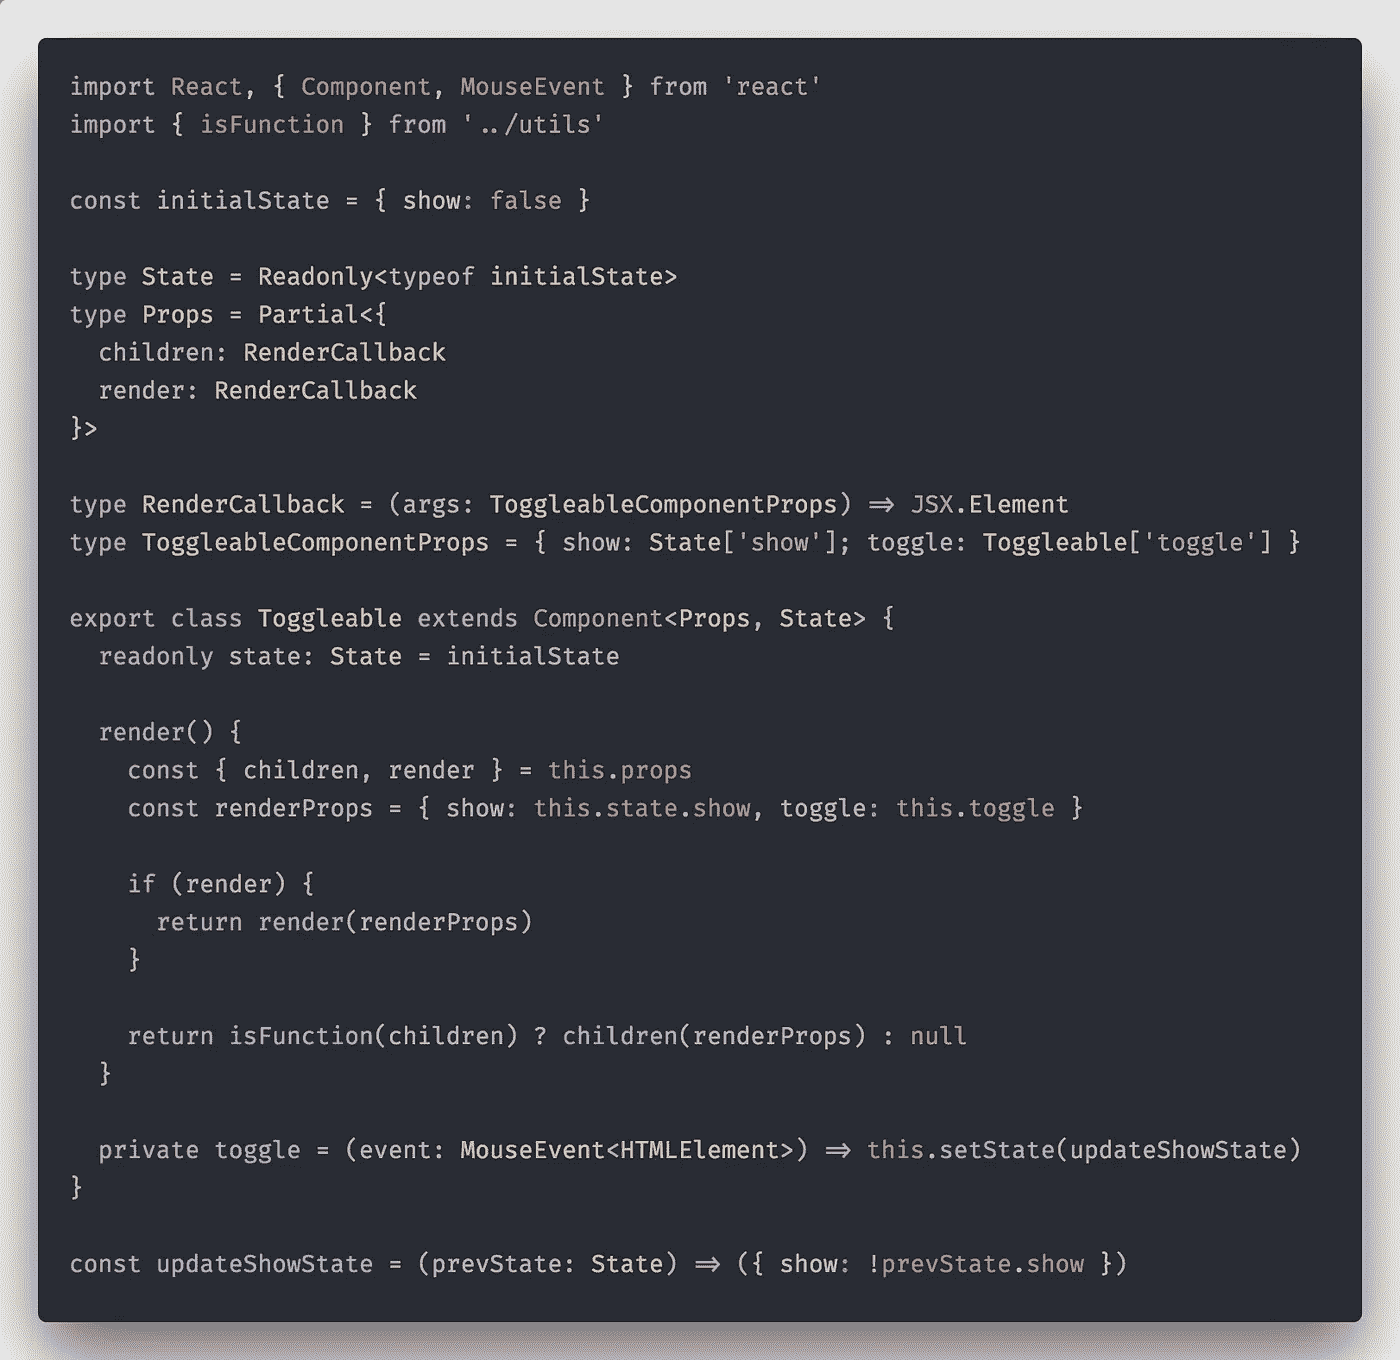 import React, { Component, MouseEvent } from 'react'
import { isFunction } from '../utils'

const initialState = { show: false }

type State = Readonly<typeof initialState>
type Props = Partial<{
  children: RenderCallback
  render: RenderCallback
}>

type RenderCallback = (args: ToggleableComponentProps) => JSX.Element
type ToggleableComponentProps = { show: State['show']; toggle: Toggleable['toggle'] }

export class Toggleable extends Component<Props, State> {
  readonly state: State = initialState

  render() {
    const { children, render } = this.props
    const renderProps = { show: this.state.show, toggle: this.toggle }

    if (render) {
      return render(renderProps)
    }

    return isFunction(children) ? children(renderProps) : null
  }

  private toggle = (event: MouseEvent<HTMLElement>) => this.setState(updateShowState)
}

const updateShowState = (prevState: State) => ({ show: !prevState.show })